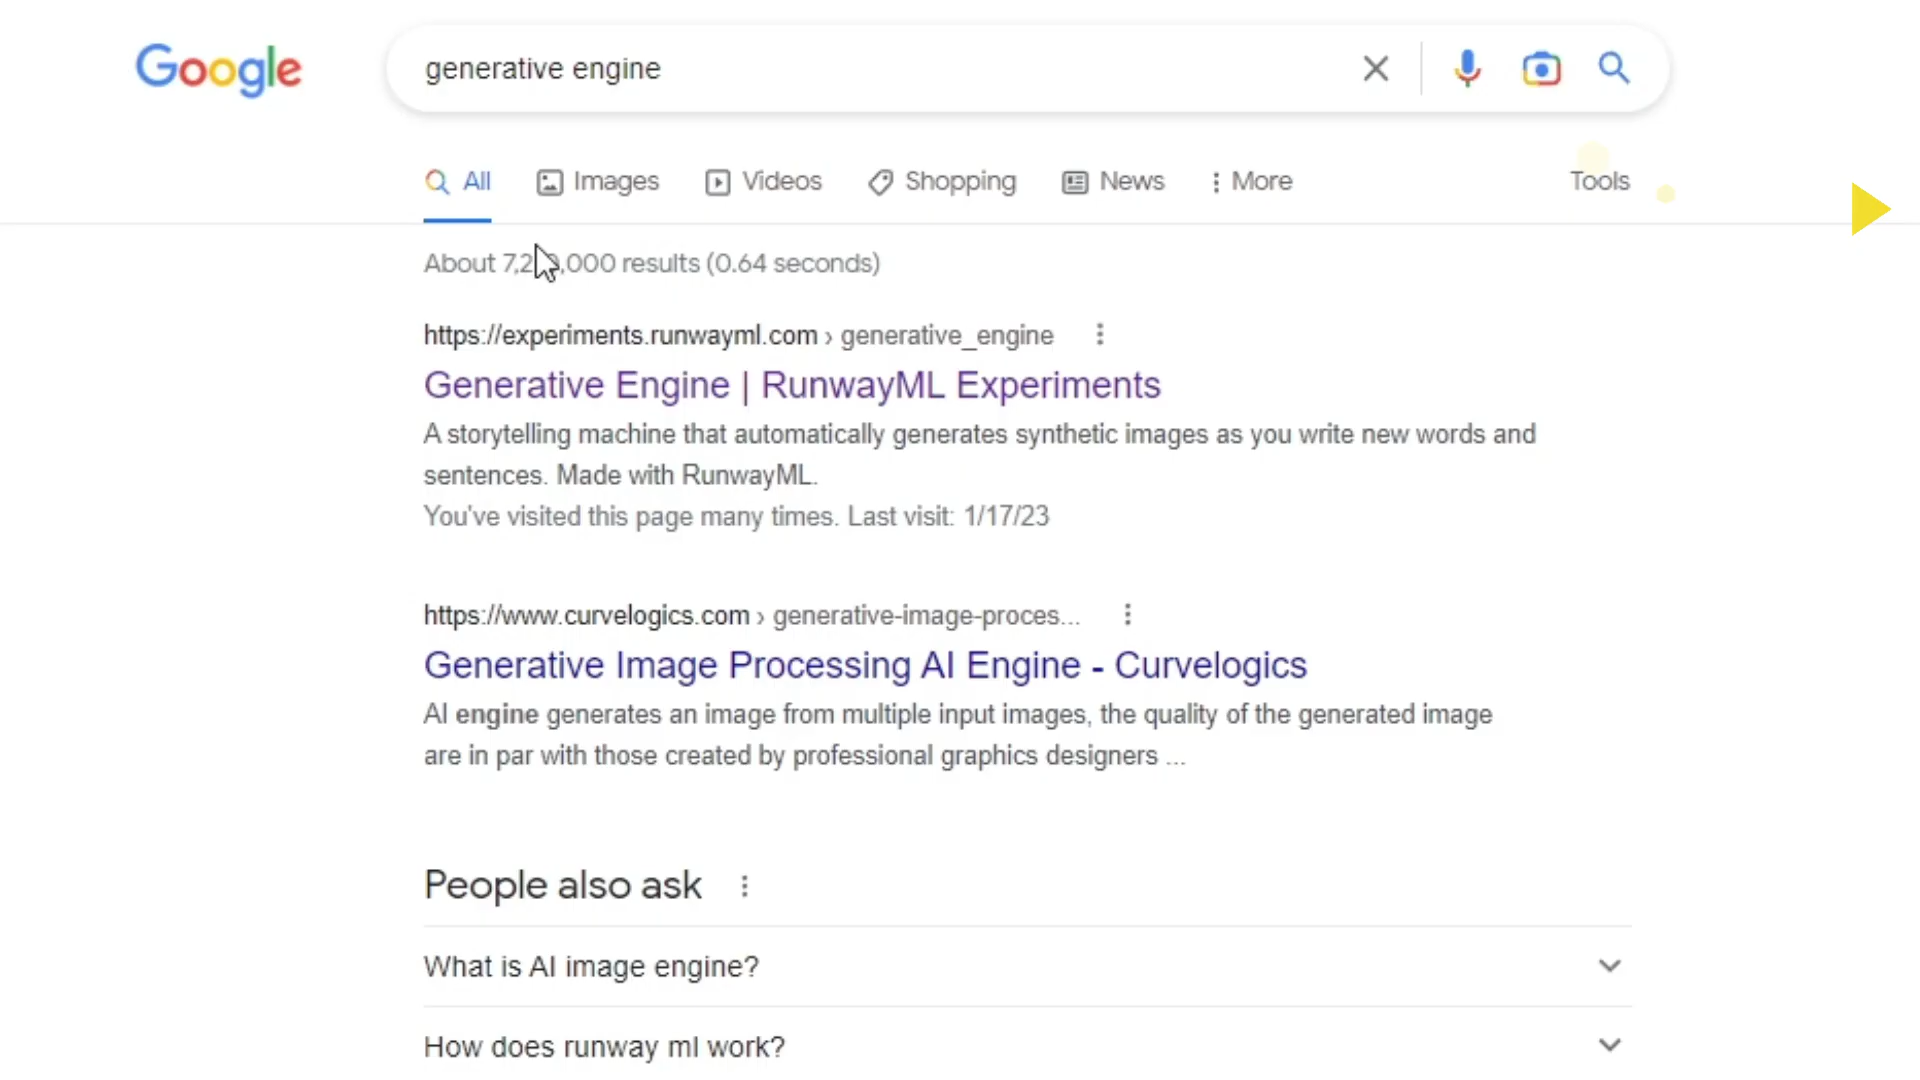 Google
generative engine
All Images Videos Shopping News More Tools
About results (0.64 seconds)
https://experiments.runwayml.com › generative_engine
Generative Engine | RunwayML Experiments
A storytelling machine that automatically generates synthetic images as you write new words and
sentences. Made with RunwayML.
You've visited this page many times. Last visit: 1/17/23
https://www.curvelogics.com › generative-image-proces...
Generative Image Processing AI Engine - Curvelogics
AI engine generates an image from multiple input images, the quality of the generated image
are in par with those created by professional graphics designers ...
People also ask
What is AI image engine?
How does runway ml work?